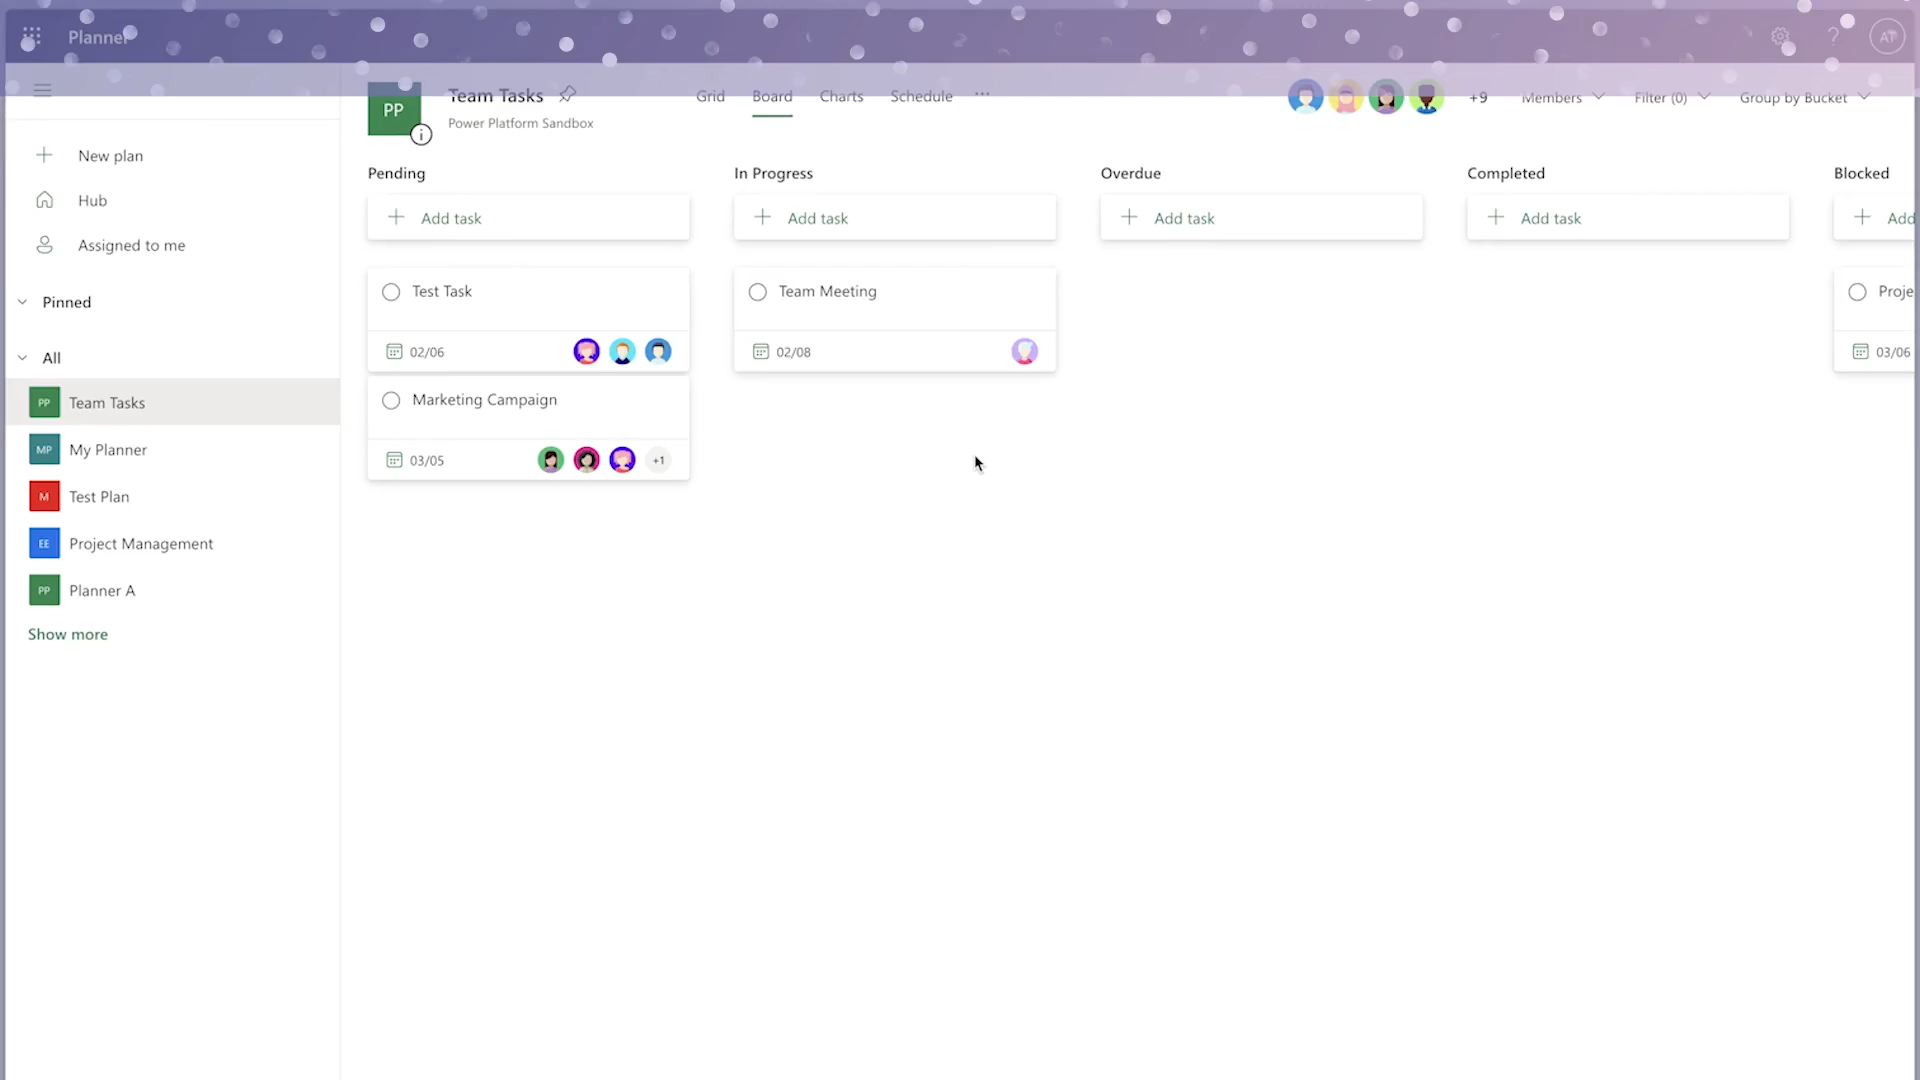 Planner
?
AT
PP
i
Team Tasks
Power Platform Sandbox
Grid
Board
Charts
Schedule
...
+9
Members
Filter (0)
Group by Bucket
New plan
Hub
Assigned to me
Pinned
All
PP Team Tasks
MP My Planner
M Test Plan
EE Project Management
PP Planner A
Show more
Pending
Add task
Test Task
02/06
Marketing Campaign
03/05
+1
In Progress
Add task
Team Meeting
02/08
Overdue
Add task
Completed
Add task
Blocked
Add
Proje
03/06